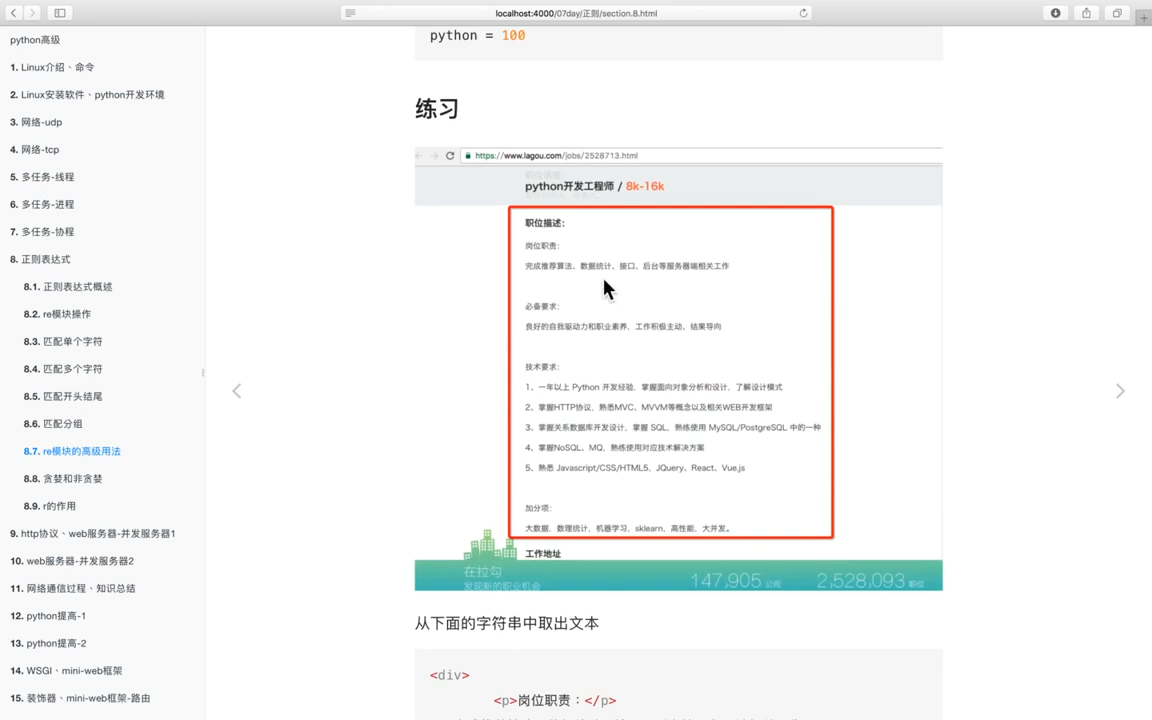 localhost:4000/07day/正则/section.8.html
python高级
1. Linux介绍、命令
2. Linux安装软件、python开发环境
3. 网络-udp
4. 网络-tcp
5. 多任务-线程
6. 多任务-进程
7. 多任务-协程
8. 正则表达式
8.1. 正则表达式概述
8.2. re模块操作
8.3. 匹配单个字符
8.4. 匹配多个字符
8.5. 匹配开头结尾
8.6. 匹配分组
8.7. re模块的高级用法
8.8. 贪婪和非贪婪
8.9. r的作用
9. http协议、web服务器-并发服务器1
10. web服务器-并发服务器2
11. 网络通信过程、知识总结
12. python提高-1
13. python提高-2
14. WSGI、mini-web框架
15. 装饰器、mini-web框架-路由
python = 100
练习
https://www.lagou.com/jobs/2528713.html
python开发工程师 / 8k-16k
职位描述：
岗位职责:
完成推荐算法、数据统计、接口、后台等服务器端相关工作
必备要求:
良好的自我驱动力和职业素养，工作积极主动、结果导向
技术要求:
1、一年以上 Python 开发经验，掌握面向对象分析和设计，了解设计模式
2、掌握HTTP协议，熟悉MVC、MVVM等概念以及相关WEB开发框架
3、掌握关系数据库开发设计，掌握 SQL，熟练使用 MySQL/PostgreSQL 中的一种
4、掌握NoSQL、MQ，熟练使用对应技术解决方案
5、熟悉 Javascript/CSS/HTML5，JQuery、React、Vue.js
加分项:
大数据，数理统计，机器学习，sklearn，高性能，大并发。
工作地址
在拉勾
发现新的职业机会
147,905 公司 2,528,093 职位
从下面的字符串中取出文本
<div>
<p>岗位职责：</p>